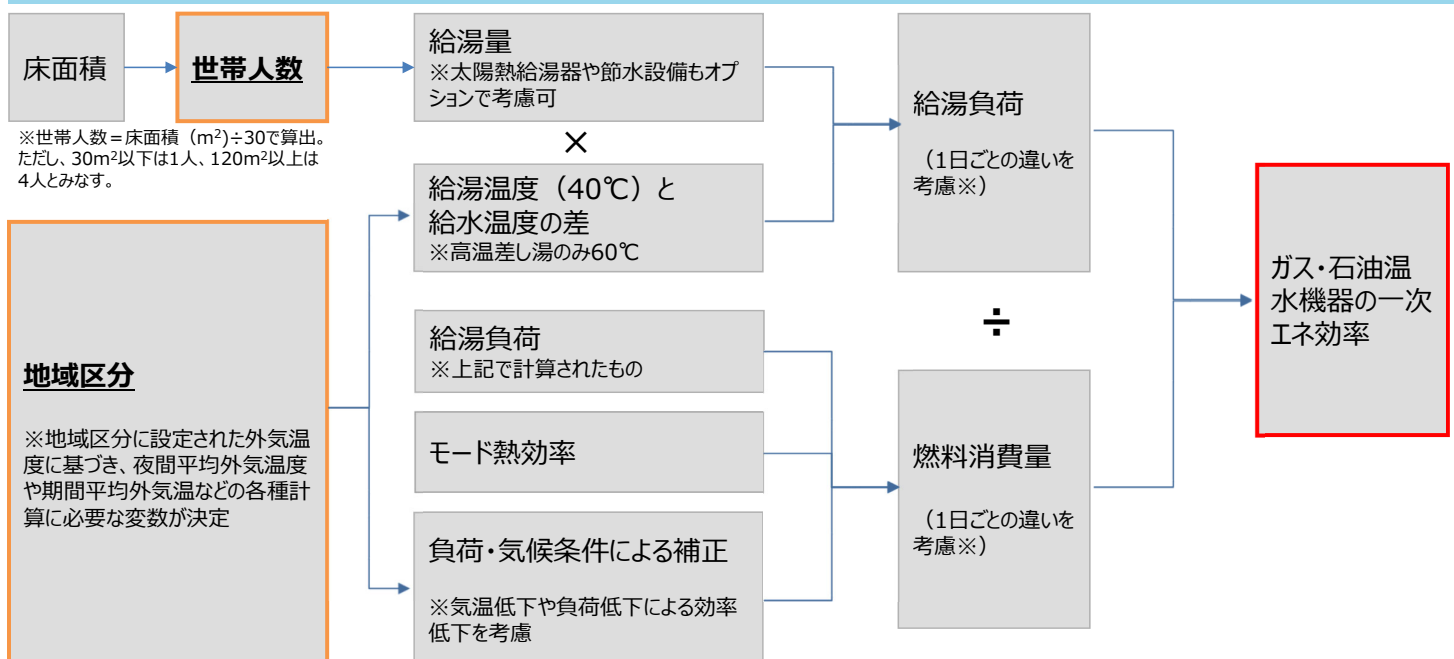 床面積
世帯人数
※世帯人数=床面積（m²)÷30で算出。
ただし、30m²以下は1人、120m²以上は
4人とみなす。
給湯量
※太陽熱給湯器や節水設備もオプ
ションで考慮可
×
給湯温度（40℃）と
給水温度の差
※高温差し湯のみ60℃
給湯負荷
（1日ごとの違いを
考慮※）
地域区分
※地域区分に設定された外気温
度に基づき、夜間平均外気温度
や期間平均外気温などの各種計
算に必要な変数が決定
給湯負荷
※上記で計算されたもの
モード熱効率
負荷・気候条件による補正
※気温低下や負荷低下による効率
低下を考慮
÷
燃料消費量
（1日ごとの違いを
考慮※）
ガス・石油温
水機器の一次
エネ効率